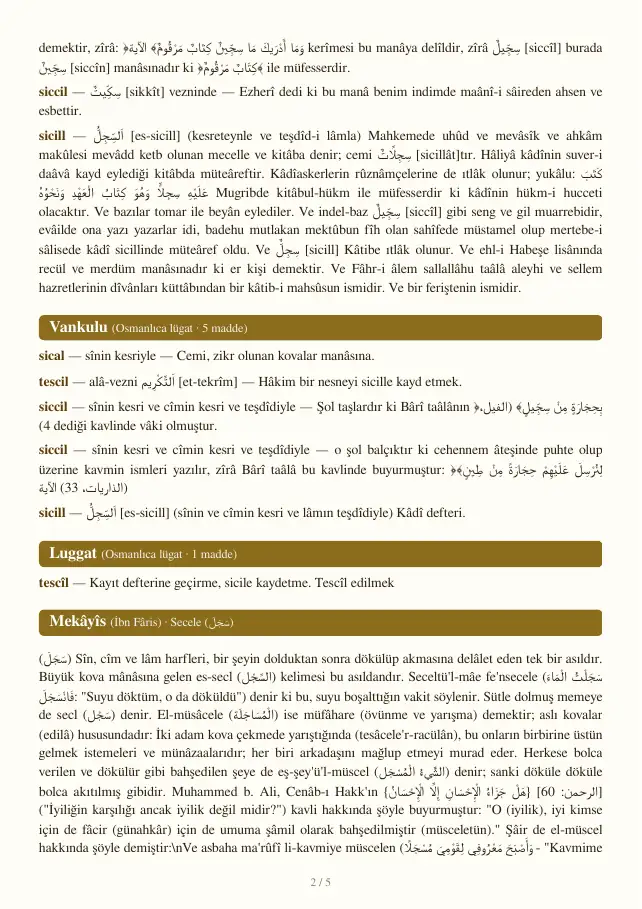 demektir, zîrâ: ﴿وَمَا أَدْرَيكَ مَا سِجِّينٌ كِتَابٌ مَرْقُومٌ﴾ الآية kerîmesi bu manâya delîldir, zîrâ سِجِّيلٌ [siccîl] burada
سِجِّينٌ [siccîn] manâsınadır ki ﴿كِتَابٌ مَرْقُومٌ﴾ ile müfesserdir.
siccil — سِكِّيتٌ [sikkît] vezninde — Ezherî dedi ki bu manâ benim indimde maânî-i sâireden ahsen ve
esbettir.
sicill — اَلسِّجِلُّ [es-sicill] (kesreteynle ve teşdîd-i lâmla) Mahkemede uhûd ve mevâsîk ve ahkâm
makûlesi mevâdd ketb olunan mecelle ve kitâba denir; cemi سِجِلَّاتٌ [sicillât]tır. Hâliyâ kâdînin suver-i
daâvâ kayd eylediği kitâbda müteâreftir. Kâdîaskerlerin rûznâmçelerine de ıtlâk olunur; yukâlu: كَتَبَ
عَلَيْهِ سِجِلًّا وَهُوَ كِتَابُ الْعَهْدِ وَنَحْوُهُ Mugribde kitâbul-hükm ile müfesserdir ki kâdînin hükm-i hucceti
olacaktır. Ve bazılar tomar ile beyân eylediler. Ve indel-baz سِجِّيلٌ [siccîl] gibi seng ve gil muarrebidir,
evâilde ona yazı yazarlar idi, badehu mutlakan mektûbun fîh olan sahîfede müstamel olup mertebe-i
sâlisede kâdî sicillinde müteâref oldu. Ve سِجِلٌّ [sicill] Kâtibe ıtlâk olunur. Ve ehl-i Habeşe lisânında
recül ve merdüm manâsınadır ki er kişi demektir. Ve Fâhr-i âlem sallallâhu taâlâ aleyhi ve sellem
hazretlerinin dîvânları küttâbından bir kâtib-i mahsûsun ismidir. Ve bir feriştenin ismidir.
Vankulu (Osmanlıca lügat · 5 madde)
sical — sînin kesriyle — Cemi, zikr olunan kovalar manâsına.
tescil — alâ-vezni اَلتَّكْرِيم [et-tekrîm] — Hâkim bir nesneyi sicille kayd etmek.
siccil — sînin kesri ve cîmin kesri ve teşdîdiyle — Şol taşlardır ki Bârî taâlânın ﴿بِحِجَارَةٍ مِنْ سِجِّيلٍ﴾ (الفيل،
4) dediği kavlinde vâki olmuştur.
siccil — sînin kesri ve cîmin kesri ve teşdîdiyle — o şol balçıktır ki cehennem âteşinde puhte olup
üzerine kavmin ismleri yazılır, zîrâ Bârî taâlâ bu kavlinde buyurmuştur: ﴿لِنُرْسِلَ عَلَيْهِمْ حِجَارَةً مِنْ طِينٍ﴾
(الذاريات، 33) الآية
sicill — اَلسِّجِلُّ [es-sicill] (sînin ve cîmin kesri ve lâmın teşdîdiyle) Kâdî defteri.
Luggat (Osmanlıca lügat · 1 madde)
tescîl — Kayıt defterine geçirme, sicile kaydetme. Tescîl edilmek
Mekâyîs (İbn Fâris) · Secele (سَجَلَ)
(سَجَلَ) Sîn, cîm ve lâm harfleri, bir şeyin dolduktan sonra dökülüp akmasına delâlet eden tek bir asıldır.
Büyük kova mânâsına gelen es-secl (السَّجْل) kelimesi bu asıldandır. Seceltü'l-mâe fe'nsecele (سَجَلْتُ الْمَاءَ
فَانْسَجَلَ: "Suyu döktüm, o da döküldü") denir ki bu, suyu boşalttığın vakit söylenir. Sütle dolmuş memeye
de secl (سَجْل) denir. El-müsâcele (الْمُسَاجَلَة) ise müfâhare (övünme ve yarışma) demektir; aslı kovalar
(edilâ) hususundadır: İki adam kova çekmede yarıştığında (tesâcele'r-racülân), bu onların birbirine üstün
gelmek istemeleri ve münâzaalarıdır; her biri arkadaşını mağlup etmeyi murad eder. Herkese bolca
verilen ve dökülür gibi bahşedilen şeye de eş-şey'ü'l-müscel (الشَّيْءُ الْمُسْجَل) denir; sanki döküle döküle
bolca akıtılmış gibidir. Muhammed b. Ali, Cenâb-ı Hakk'ın {هَلْ جَزَاءُ الْإِحْسَانِ إِلَّا الْإِحْسَانُ} [الرحمن: 60]
("İyiliğin karşılığı ancak iyilik değil midir?") kavli hakkında şöyle buyurmuştur: "O (iyilik), iyi kimse
için de fâcir (günahkâr) için de umuma şâmil olarak bahşedilmiştir (müsceletün)." Şâir de el-müscel
hakkında şöyle demiştir:\nVe asbaha ma'rûfî li-kavmiye müscelen (وَأَصْبَحَ مَعْرُوفِي لِقَوْمِيَ مُسْجَلًا - "Kavmime
2 / 5